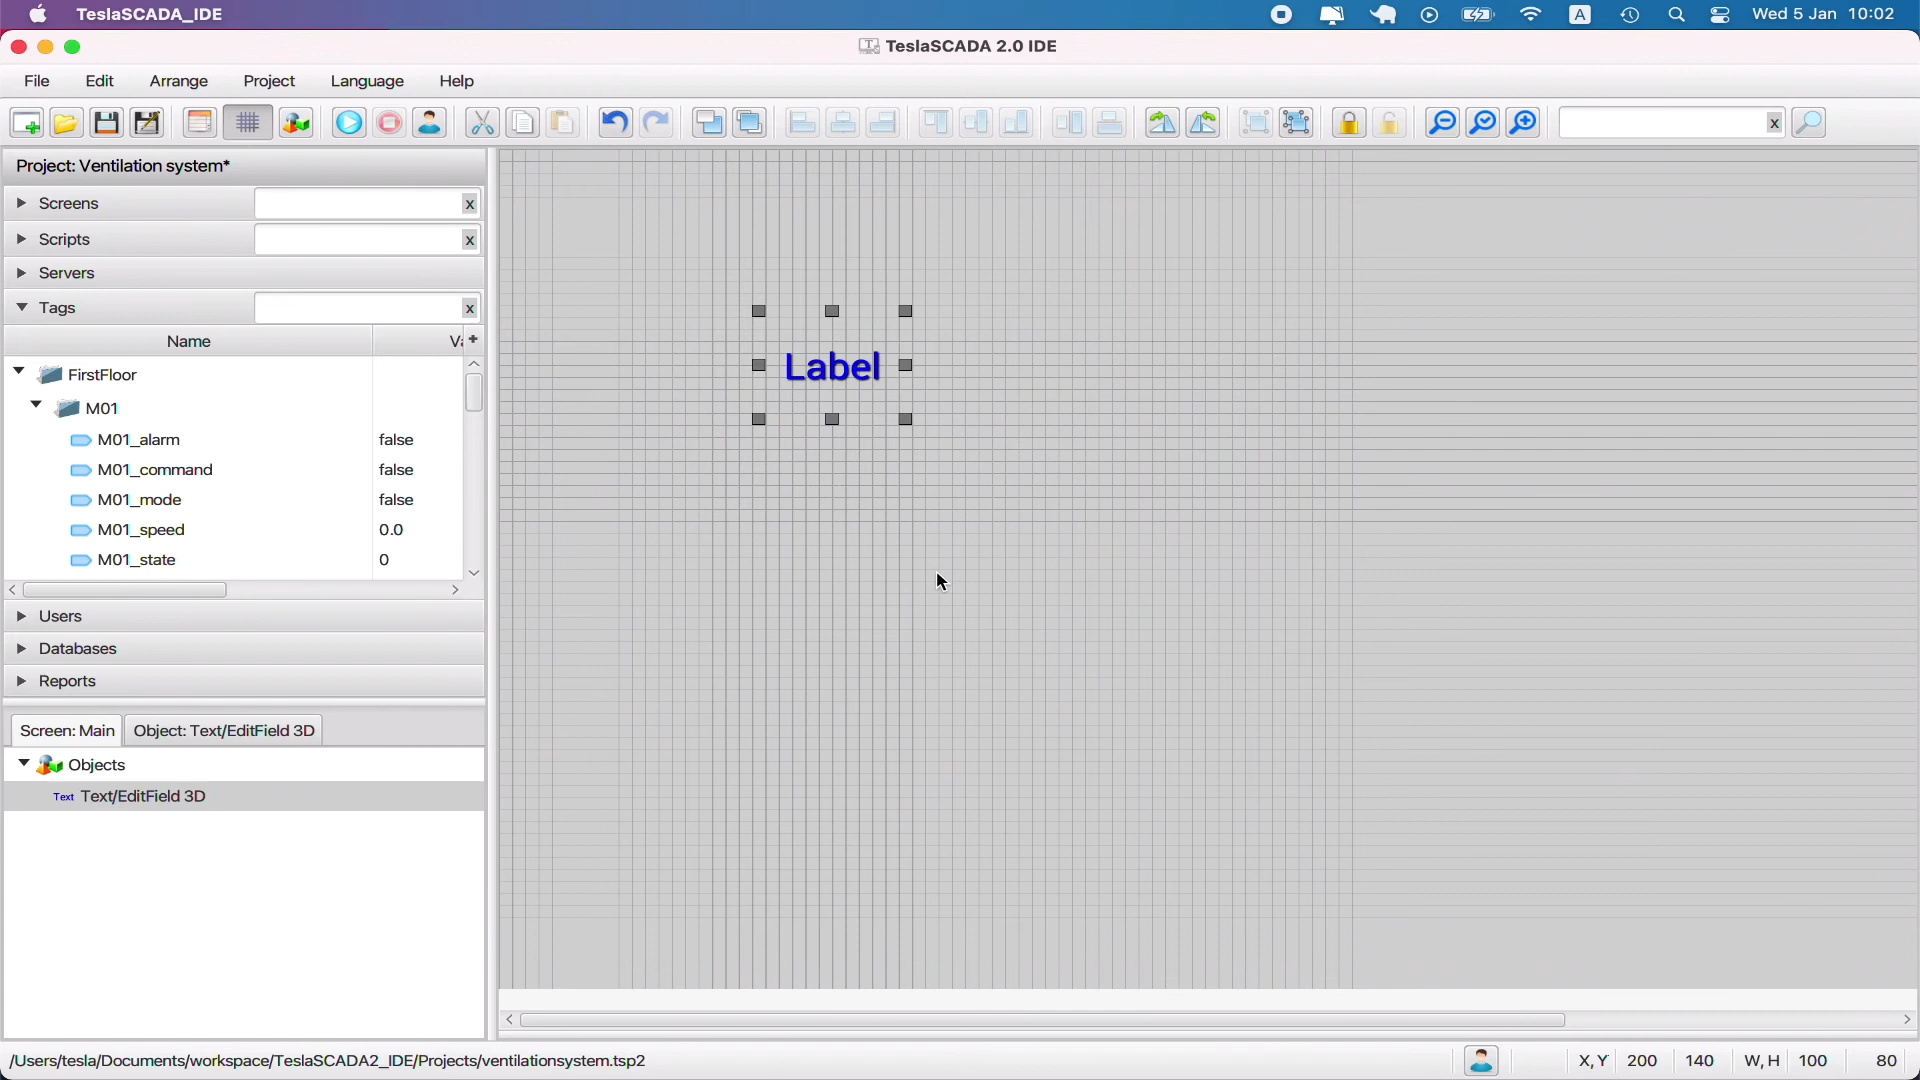 TeslaSCADA_IDE
A
Wed 5 Jan 10:02
TeslaSCADA 2.0 IDE
File Edit Arrange Project Language Help
x
Project: Ventilation system*
Screens x
Scripts x
Servers
Tags x
Name Va +
FirstFloor
M01
M01_alarm false
M01_command false
M01_mode false
M01_speed 0.0
M01_state 0
Users
Databases
Reports
Screen: Main Object: Text/EditField 3D
Objects
Text Text/EditField 3D
Label
/Users/tesla/Documents/workspace/TeslaSCADA2_IDE/Projects/ventilationsystem.tsp2
X, Y 200 140 W, H 100 80